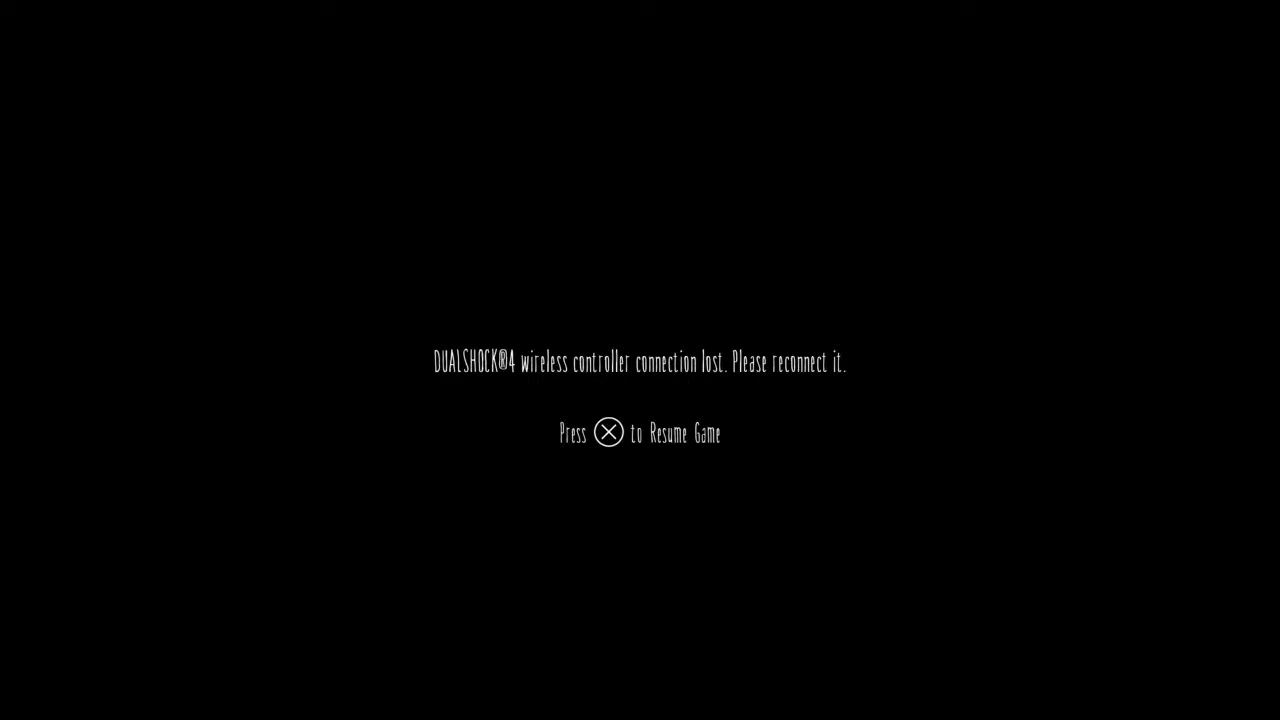 DUALSHOCK®4 wireless controller connection lost. Please reconnect it.
Press ⓧ to Resume Game